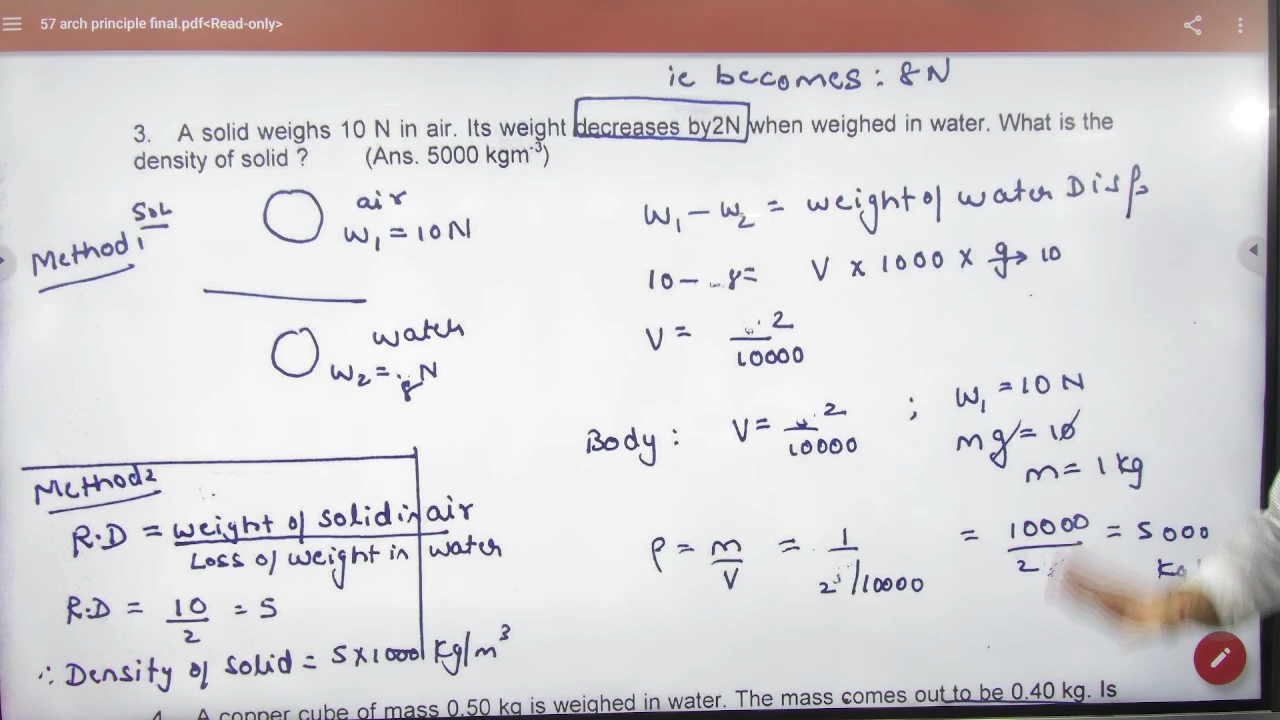 57 arch principle final.pdf<Read-only>
ie becomes : 8N
3. A solid weighs 10 N in air. Its weight decreases by2N when weighed in water. What is the
density of solid ? (Ans. 5000 kgm⁻³)
Sol
Method 1
air
W₁ = 10N
water
W₂ = 8N
W₁ - W₂ = weight of water Disp
10 - 8 = V × 1000 × g → 10
V = 2/10000
Body : V = 2/10000 ; W₁ = 10 N
mg = 10
m = 1 kg
ρ = m/V = 1/2/10000 = 10000/2 = 5000
Method 2
R.D = weight of solid in air / Loss of weight in water
R.D = 10/2 = 5
∴ Density of solid = 5×1000 kg/m³
4. A copper cube of mass 0.50 kg is weighed in water. The mass comes out to be 0.40 kg. Is